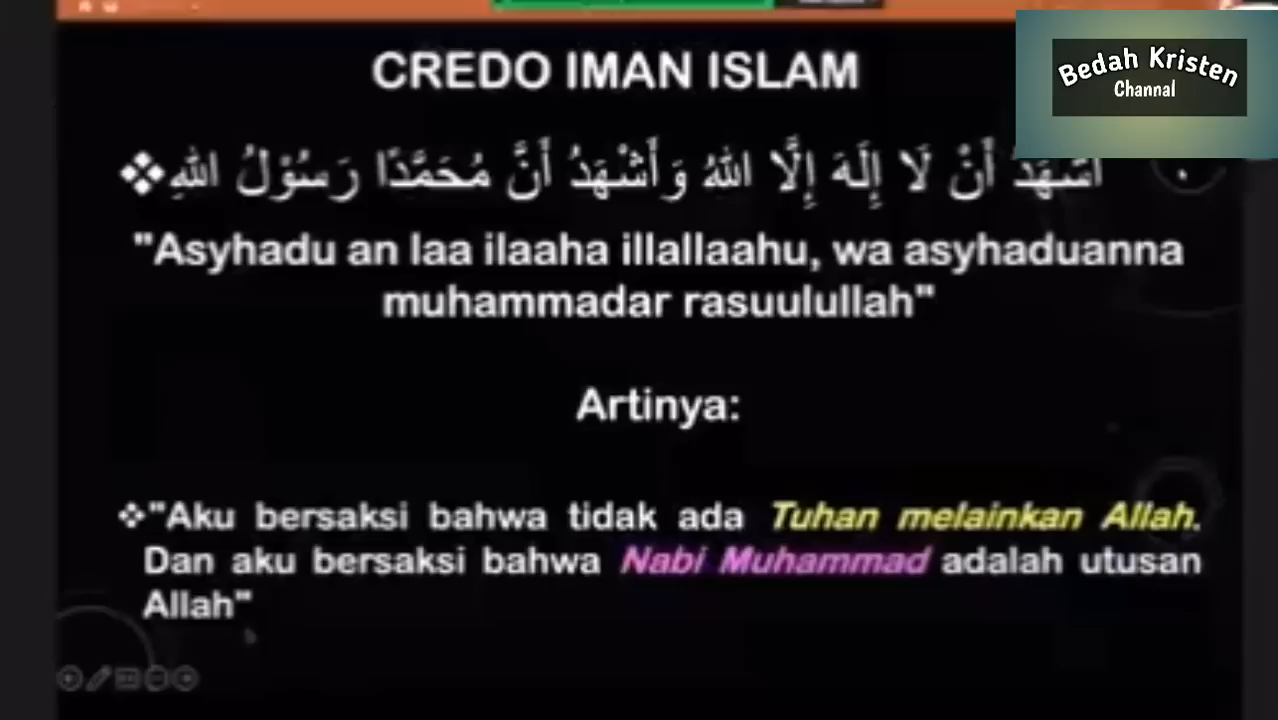 CREDO IMAN ISLAM
Bedah Kristen
Channal
❖ أَشْهَدُ أَنْ لَا إِلَهَ إِلَّا اللهُ وَأَشْهَدُ أَنَّ مُحَمَّدًا رَسُوْلُ اللهِ
"Asyhadu an laa ilaaha illallaahu, wa asyhaduanna
muhammadar rasuulullah"
Artinya:
❖"Aku bersaksi bahwa tidak ada Tuhan melainkan Allah.
Dan aku bersaksi bahwa Nabi Muhammad adalah utusan
Allah"